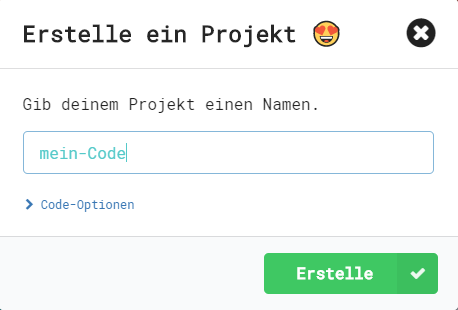 Erstelle ein Projekt 😍
Gib deinem Projekt einen Namen.
mein-Code
Code-Optionen
Erstelle